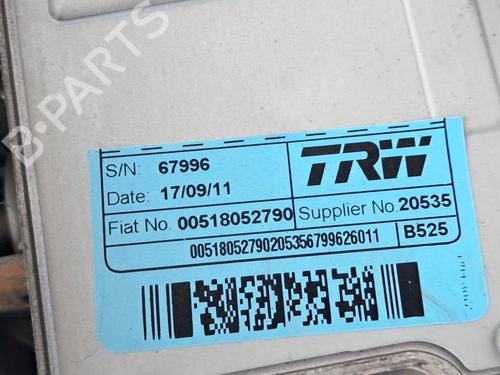 B-PARTS
S/N: 67996
TRW
Date: 17/09/11
Fiat No. 00518052790
Supplier No. 20535
00518052790205356799626011
B525